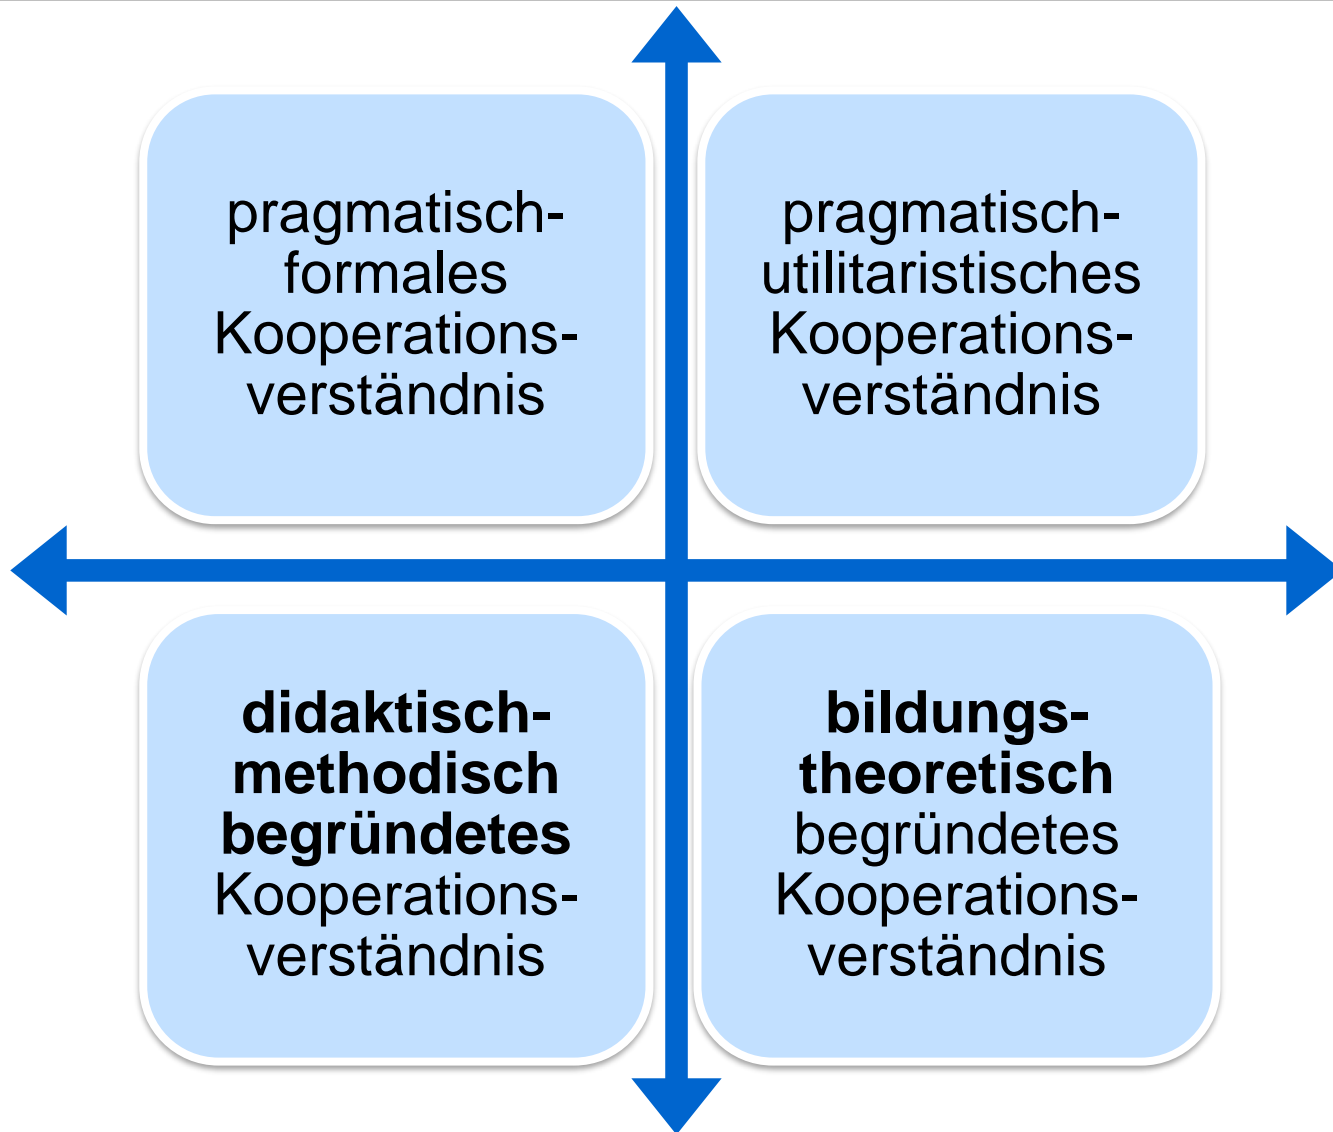 pragmatisch-
formales
Kooperations-
verständnis
pragmatisch-
utilitaristisches
Kooperations-
verständnis
didaktisch-
methodisch
begründetes
Kooperations-
verständnis
bildungs-
theoretisch
begründetes
Kooperations-
verständnis